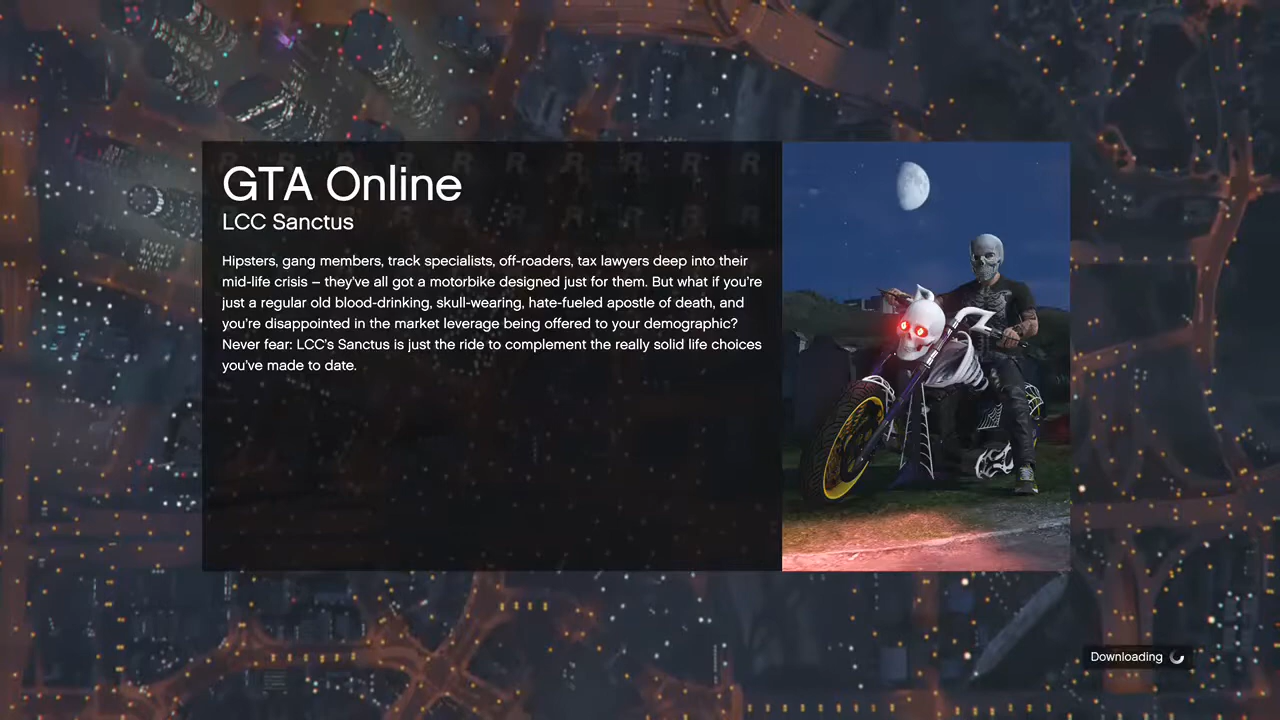 GTA Online
LCC Sanctus
Hipsters, gang members, track specialists, off-roaders, tax lawyers deep into their
mid-life crisis – they've all got a motorbike designed just for them. But what if you're
just a regular old blood-drinking, skull-wearing, hate-fueled apostle of death, and
you're disappointed in the market leverage being offered to your demographic?
Never fear: LCC's Sanctus is just the ride to complement the really solid life choices
you've made to date.
Downloading